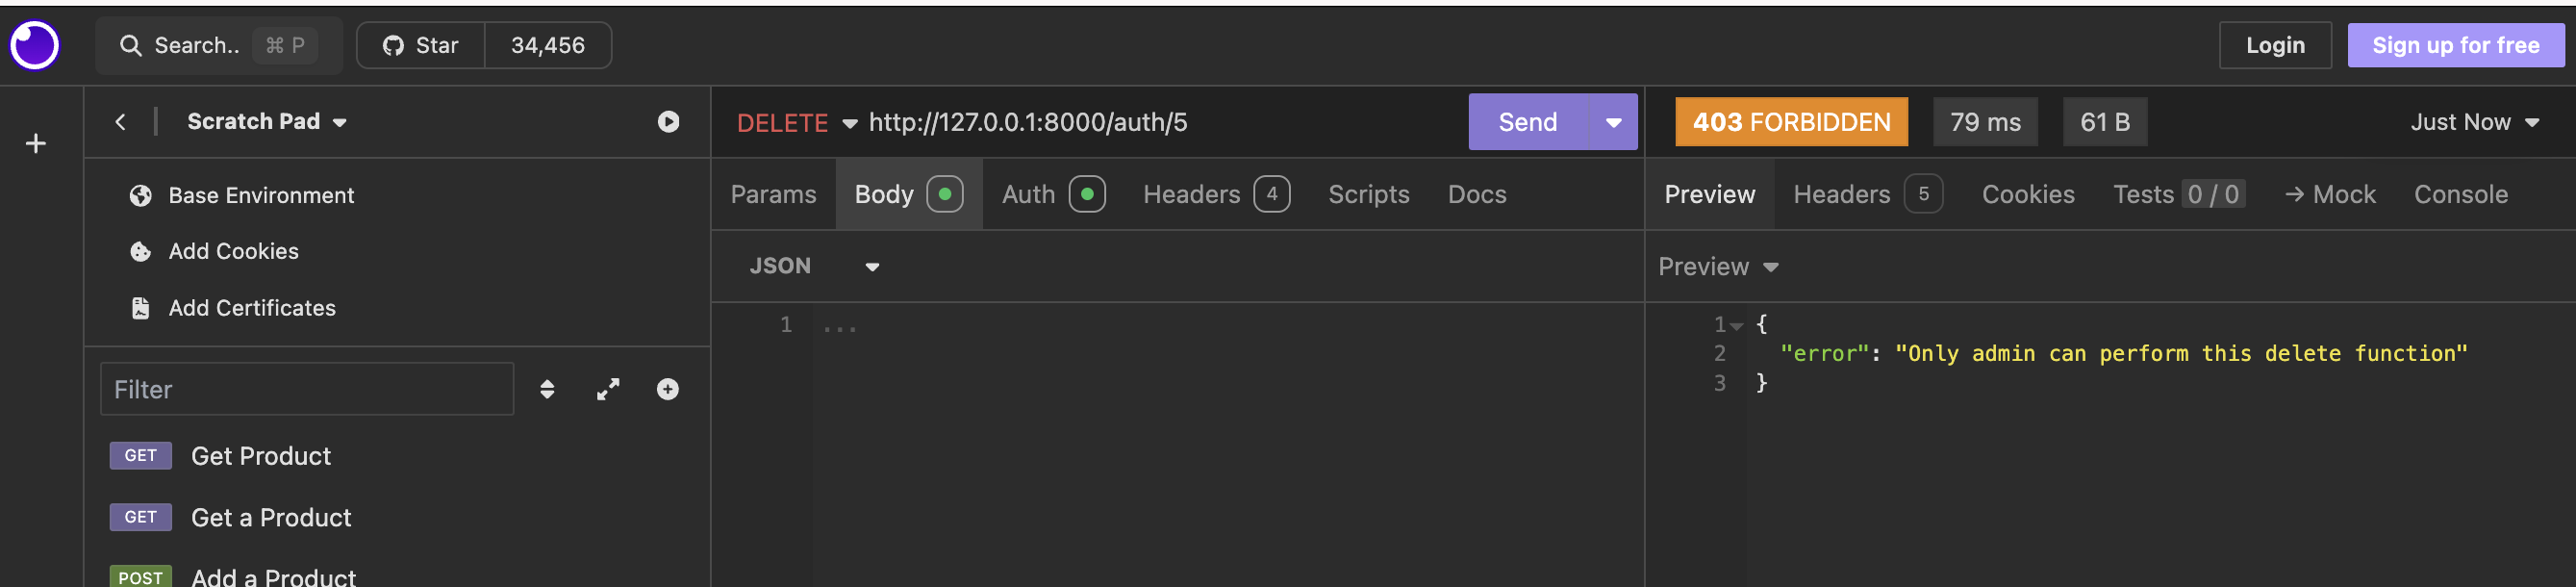 Search.. ⌘ P Star 34,456 Login Sign up for free
Scratch Pad
Base Environment
Add Cookies
Add Certificates
Filter
GET Get Product
GET Get a Product
POST Add a Product
DELETE http://127.0.0.1:8000/auth/5 Send
Params Body Auth Headers 4 Scripts Docs
JSON
1 ...
403 FORBIDDEN 79 ms 61 B Just Now
Preview Headers 5 Cookies Tests 0 / 0 → Mock Console
Preview
1 {
2 "error": "Only admin can perform this delete function"
3 }